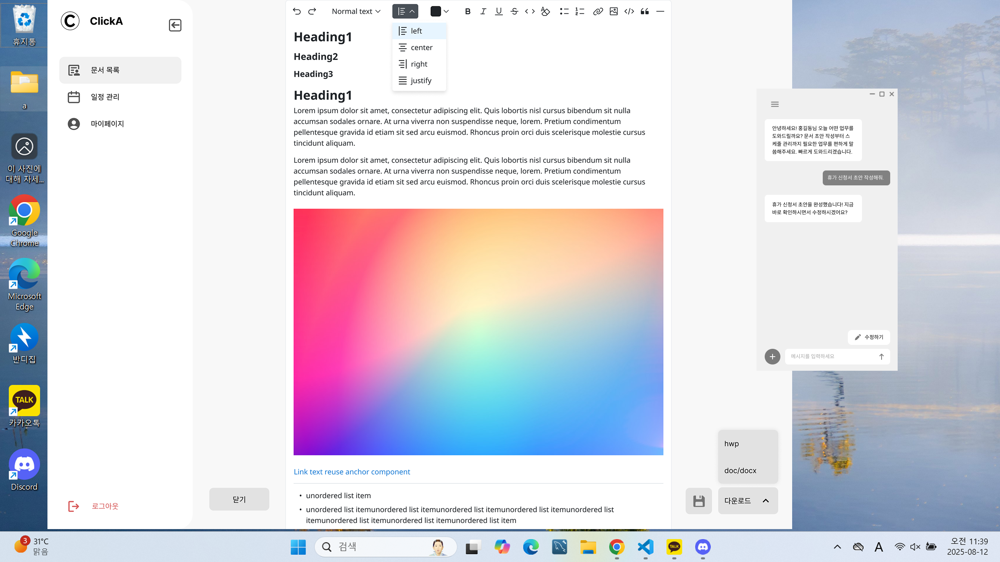 휴지통
a
이 사진에
대해 자세...
Google
Chrome
Microsoft
Edge
반디집
TALK
카카오톡
Discord
C ClickA
문서 목록
일정 관리
마이페이지
로그아웃
닫기
Normal text
left
center
right
justify
Heading1
Heading2
Heading3
Heading1
Lorem ipsum dolor sit amet, consectetur adipiscing elit. Quis lobortis nisl cursus bibendum sit nulla
accumsan sodales ornare. At urna viverra non suspendisse neque, lorem. Pretium condimentum
pellentesque gravida id etiam sit sed arcu euismod. Rhoncus proin orci duis scelerisque molestie cursus
tincidunt aliquam.
Lorem ipsum dolor sit amet, consectetur adipiscing elit. Quis lobortis nisl cursus bibendum sit nulla
accumsan sodales ornare. At urna viverra non suspendisse neque, lorem. Pretium condimentum
pellentesque gravida id etiam sit sed arcu euismod. Rhoncus proin orci duis scelerisque molestie cursus
tincidunt aliquam.
Link text reuse anchor component
• unordered list item
• unordered list itemunordered list itemunordered list itemunordered list itemunordered list
itemunordered list itemunordered list itemunordered list item
hwp
doc/docx
다운로드
안녕하세요! 홍길동님 오늘 어떤 업무를
도와드릴까요? 문서 초안 작성부터 스
케줄 관리까지 필요한 업무를 편하게 말
씀해주세요. 빠르게 도와드리겠습니다.
휴가 신청서 초안 작성해줘.
휴가 신청서 초안을 완성했습니다! 지금
바로 확인하시면서 수정하시겠어요?
수정하기
메시지를 입력하세요
3
31°C
맑음
검색
TALK
A
오전 11:39
2025-08-12